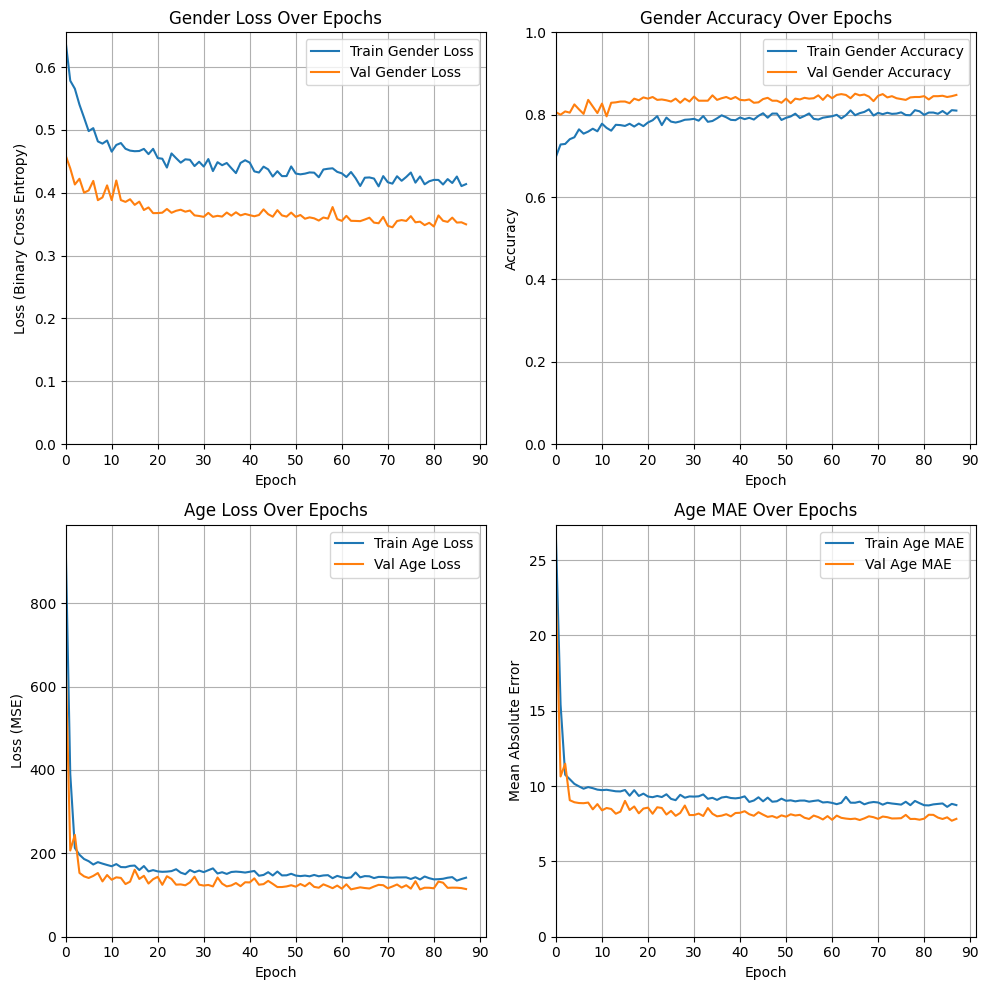 Gender Loss Over Epochs
Loss (Binary Cross Entropy)
0.6
0.5
0.4
0.3
0.2
0.1
0.0
Train Gender Loss
Val Gender Loss
0 10 20 30 40 50 60 70 80 90
Epoch
Gender Accuracy Over Epochs
Accuracy
1.0
0.8
0.6
0.4
0.2
0.0
Train Gender Accuracy
Val Gender Accuracy
0 10 20 30 40 50 60 70 80 90
Epoch
Age Loss Over Epochs
Loss (MSE)
800
600
400
200
0
Train Age Loss
Val Age Loss
0 10 20 30 40 50 60 70 80 90
Epoch
Age MAE Over Epochs
Mean Absolute Error
25
20
15
10
5
0
Train Age MAE
Val Age MAE
0 10 20 30 40 50 60 70 80 90
Epoch